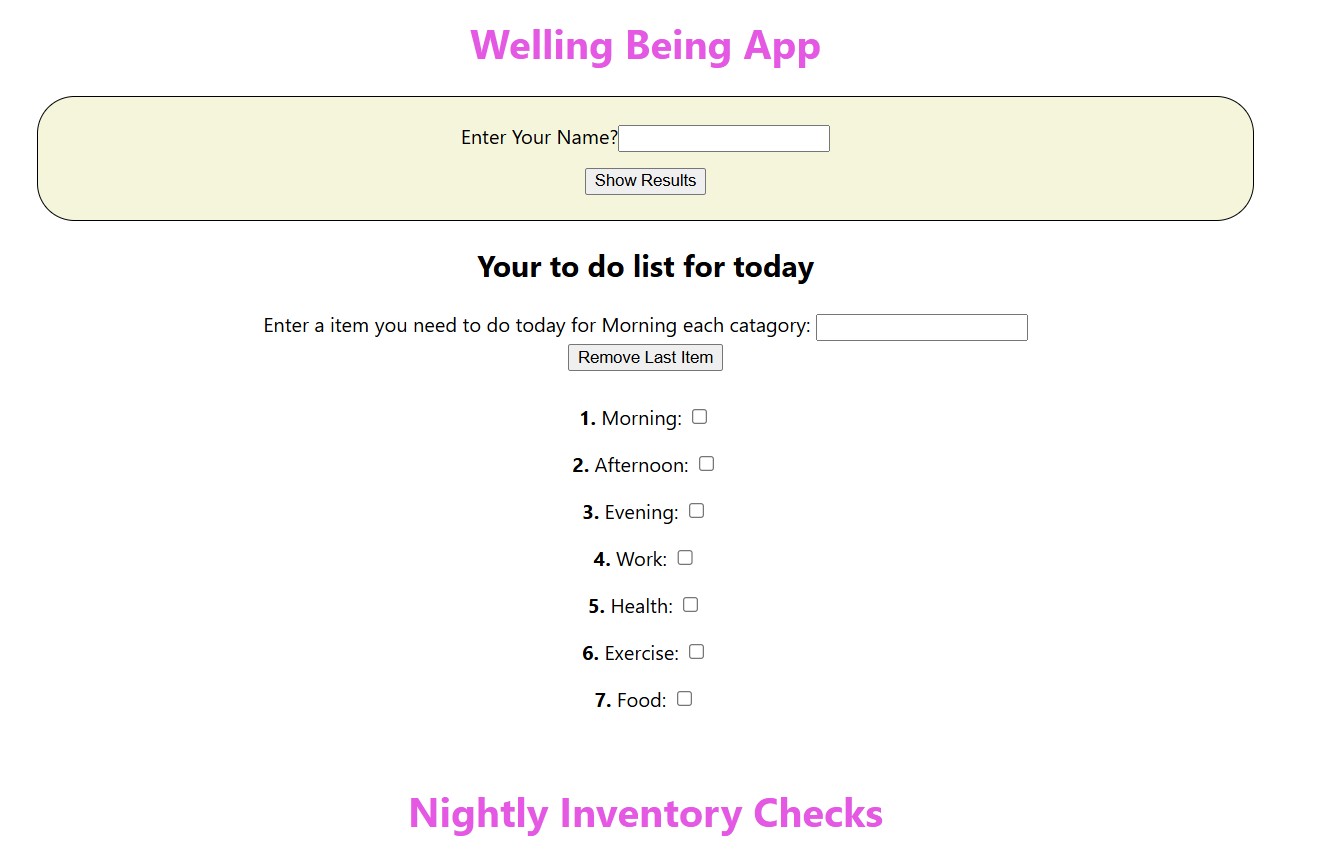 Welling Being App
Enter Your Name?
Show Results
Your to do list for today
Enter a item you need to do today for Morning each catagory:
Remove Last Item
1. Morning:
2. Afternoon:
3. Evening:
4. Work:
5. Health:
6. Exercise:
7. Food:
Nightly Inventory Checks